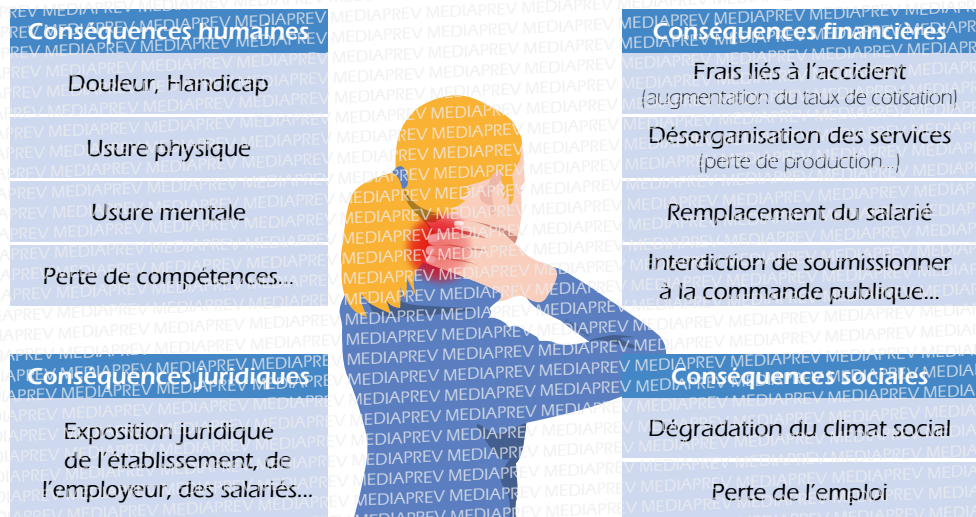 Conséquences humaines
Douleur, Handicap
Usure physique
Usure mentale
Perte de compétences...
Conséquences financières
Frais liés à l'accident
(augmentation du taux de cotisation)
Désorganisation des services
(perte de production...)
Remplacement du salarié
Interdiction de soumissionner
à la commande publique...
Conséquences juridiques
Exposition juridique
de l'établissement, de
l'employeur, des salariés...
Conséquences sociales
Dégradation du climat social
Perte de l'emploi
MEDIAPREV